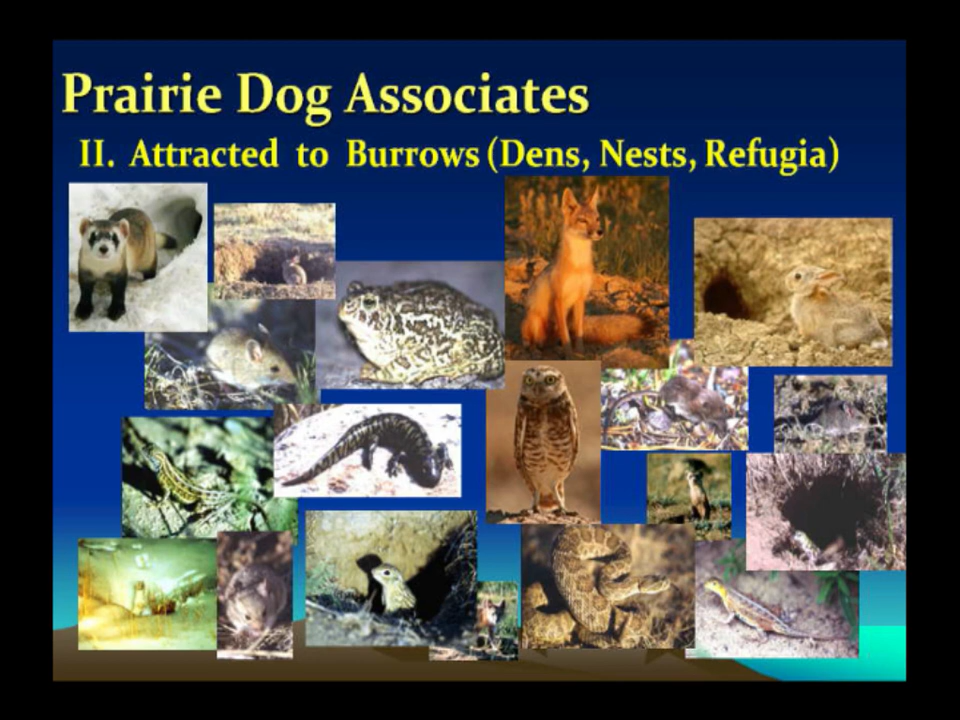 Prairie Dog Associates
II. Attracted to Burrows (Dens, Nests, Refugia)